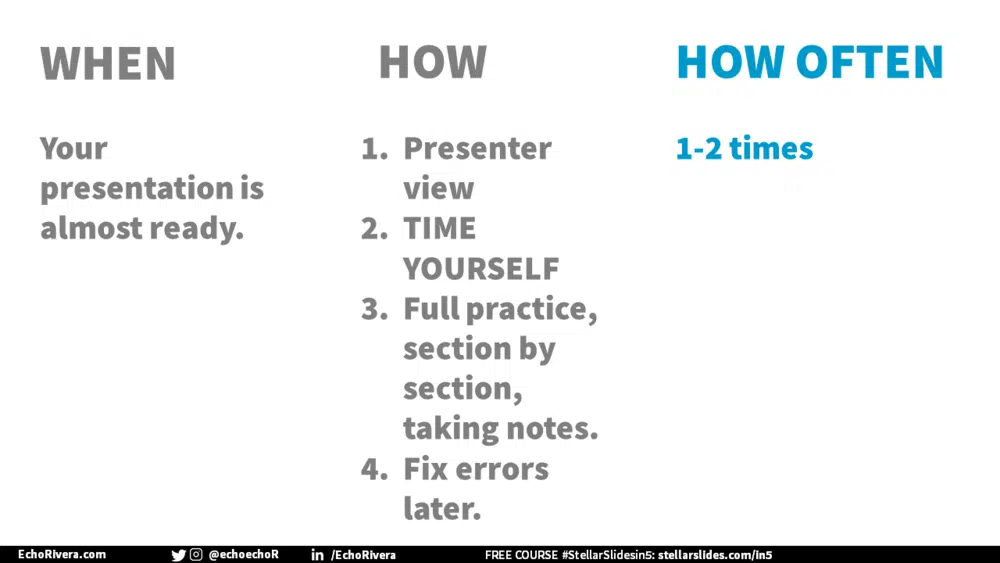 WHEN
Your
presentation is
almost ready.
HOW
1. Presenter
view
2. TIME
YOURSELF
3. Full practice,
section by
section,
taking notes.
4. Fix errors
later.
HOW OFTEN
1-2 times
EchoRivera.com
@echoechoR
in /EchoRivera
FREE COURSE #StellarSlidesin5: stellarslides.com/in5